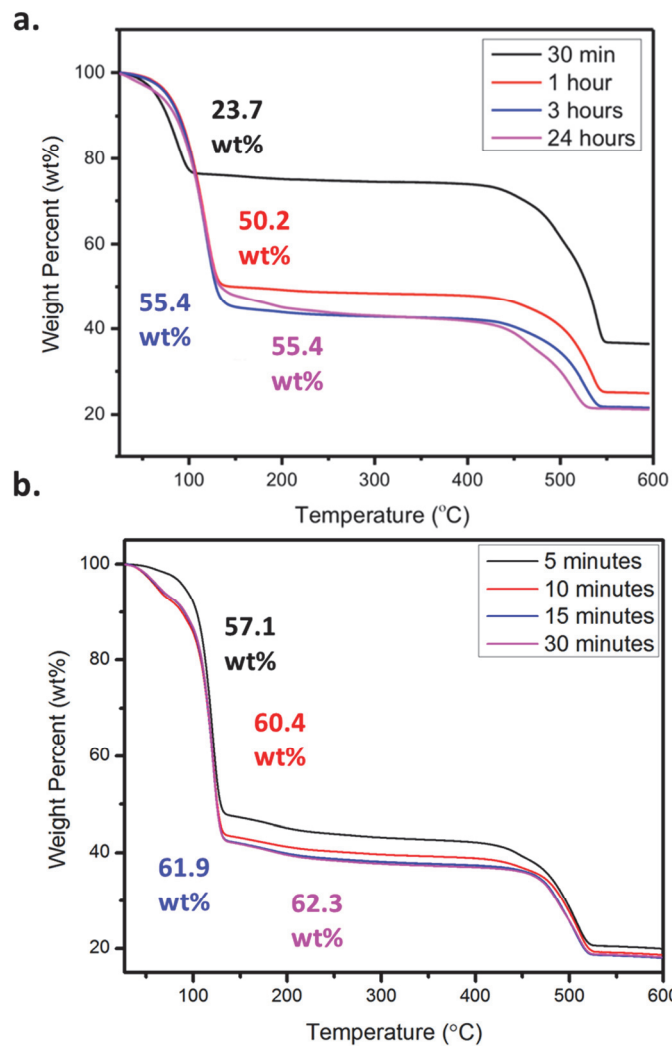 a.
30 min
1 hour
3 hours
24 hours
23.7
wt%
50.2
wt%
55.4
wt%
55.4
wt%
100
80
60
40
20
Weight Percent (wt%)
100
200
300
400
500
600
Temperature (°C)
b.
5 minutes
10 minutes
15 minutes
30 minutes
57.1
wt%
60.4
wt%
61.9
wt%
62.3
wt%
100
80
60
40
20
Weight Percent (wt%)
100
200
300
400
500
600
Temperature (°C)